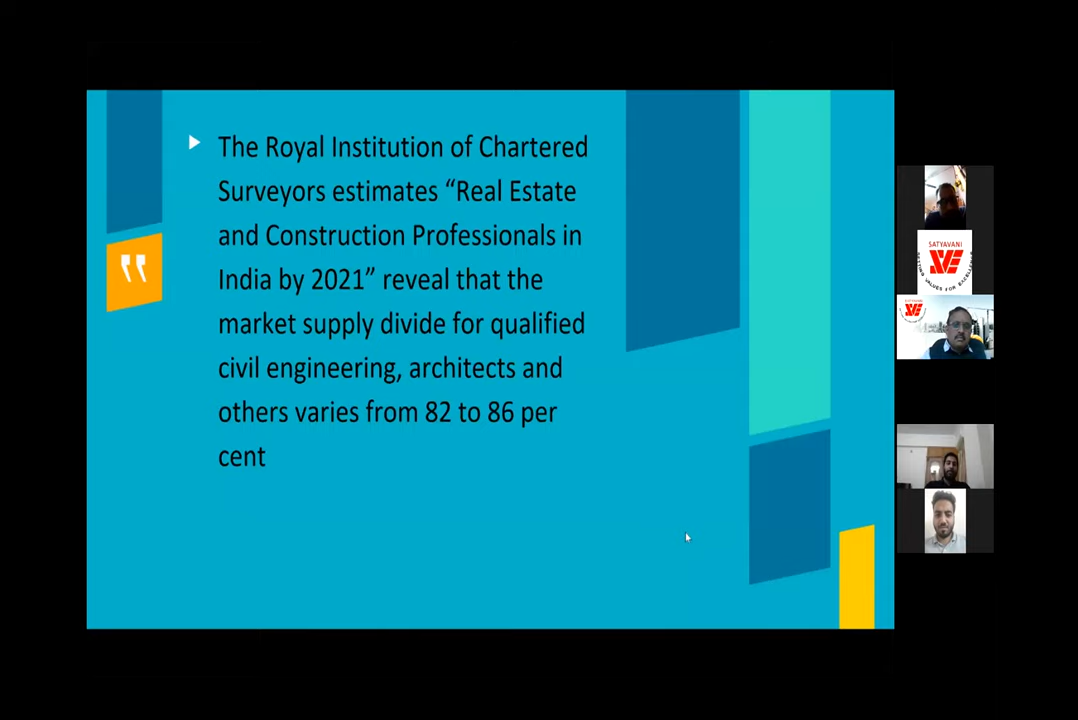 The Royal Institution of Chartered
Surveyors estimates “Real Estate
and Construction Professionals in
India by 2021” reveal that the
market supply divide for qualified
civil engineering, architects and
others varies from 82 to 86 per
cent
SATYAVANI